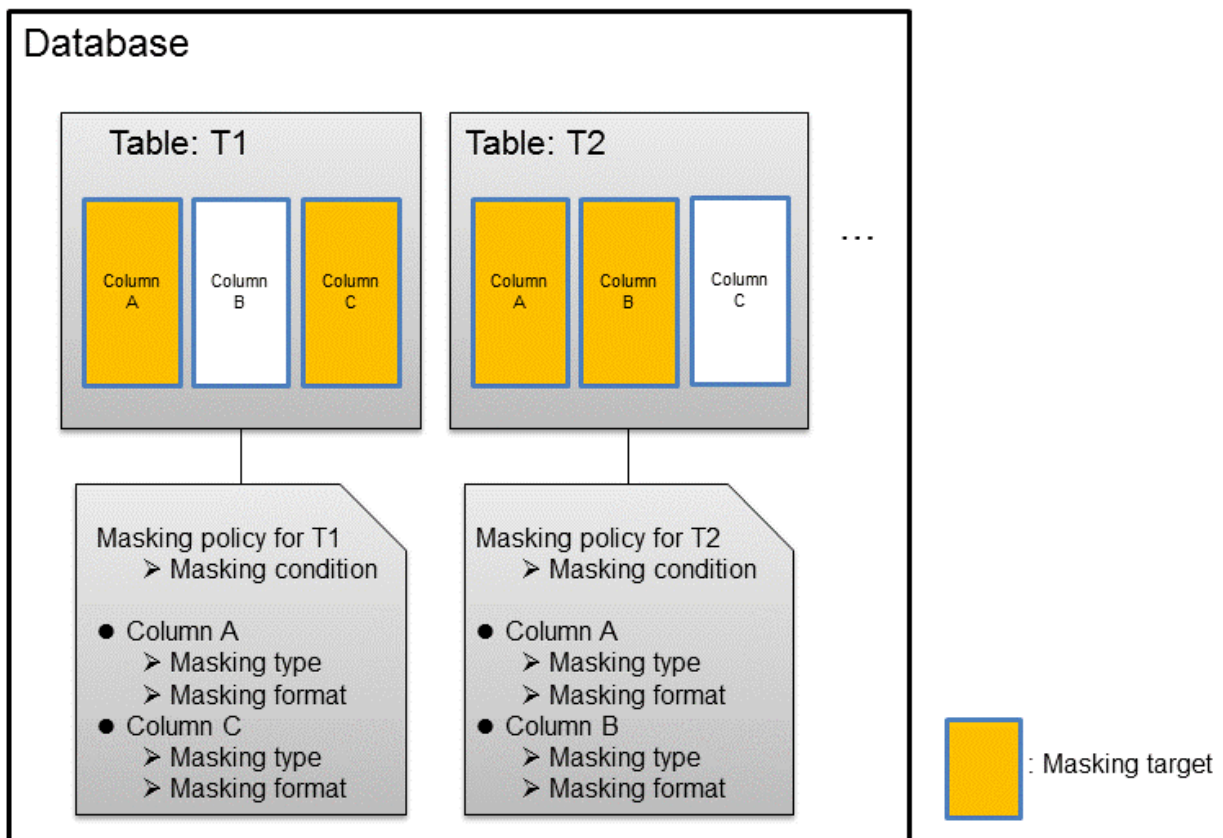 Database
Table: T1
Column
A
Column
B
Column
C
Table: T2
Column
A
Column
B
Column
C
...
Masking policy for T1
➢ Masking condition
● Column A
➢ Masking type
➢ Masking format
● Column C
➢ Masking type
➢ Masking format
Masking policy for T2
➢ Masking condition
● Column A
➢ Masking type
➢ Masking format
● Column B
➢ Masking type
➢ Masking format
: Masking target